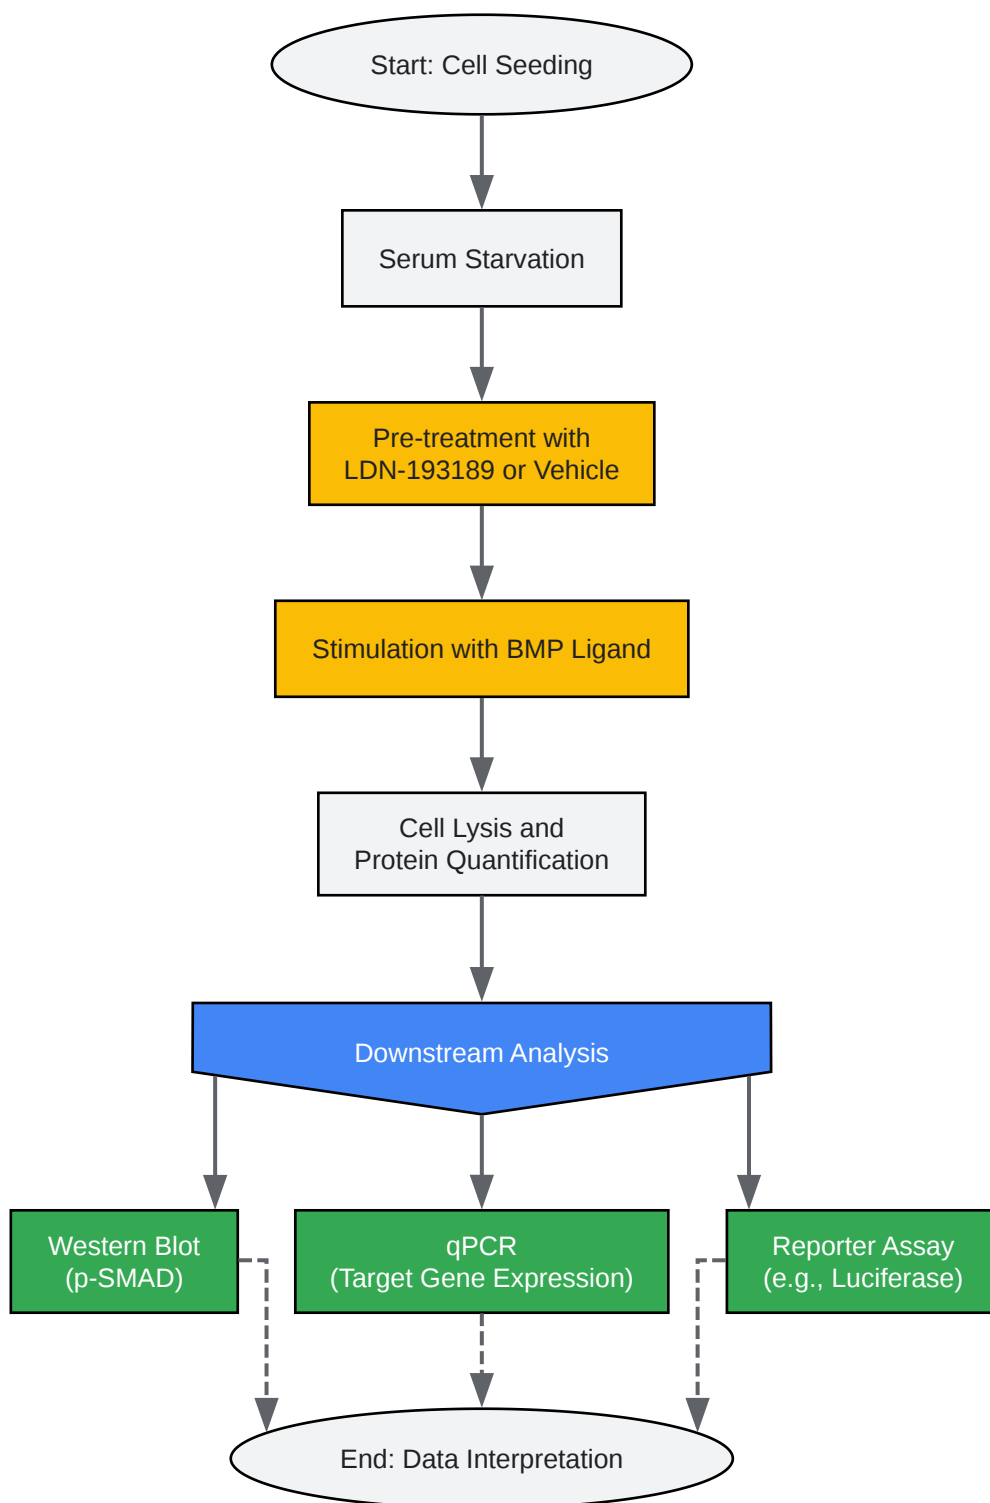 Start: Cell Seeding
Serum Starvation
Pre-treatment with
LDN-193189 or Vehicle
Stimulation with BMP Ligand
Cell Lysis and
Protein Quantification
Downstream Analysis
Western Blot
(p-SMAD)
qPCR
(Target Gene Expression)
Reporter Assay
(e.g., Luciferase)
End: Data Interpretation